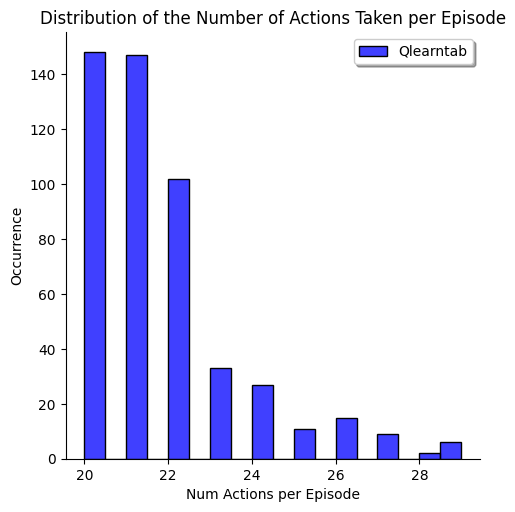 Distribution of the Number of Actions Taken per Episode
Qlearntab
140
120
100
80
60
40
20
0
Occurrence
20 22 24 26 28
Num Actions per Episode